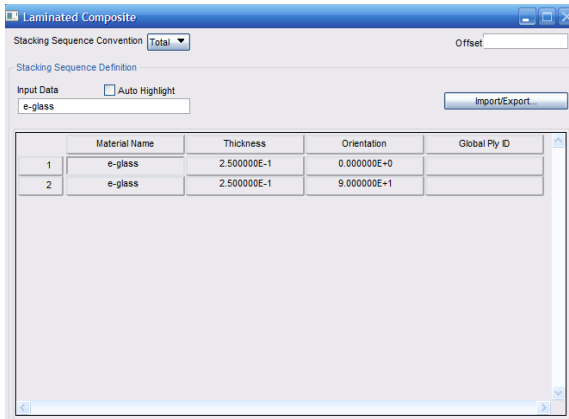 Laminated Composite
Stacking Sequence Convention Total Offset
Stacking Sequence Definition
Input Data Auto Highlight
e-glass Import/Export...
Material Name Thickness Orientation Global Ply ID
1 e-glass 2.500000E-1 0.000000E+0
2 e-glass 2.500000E-1 9.000000E+1